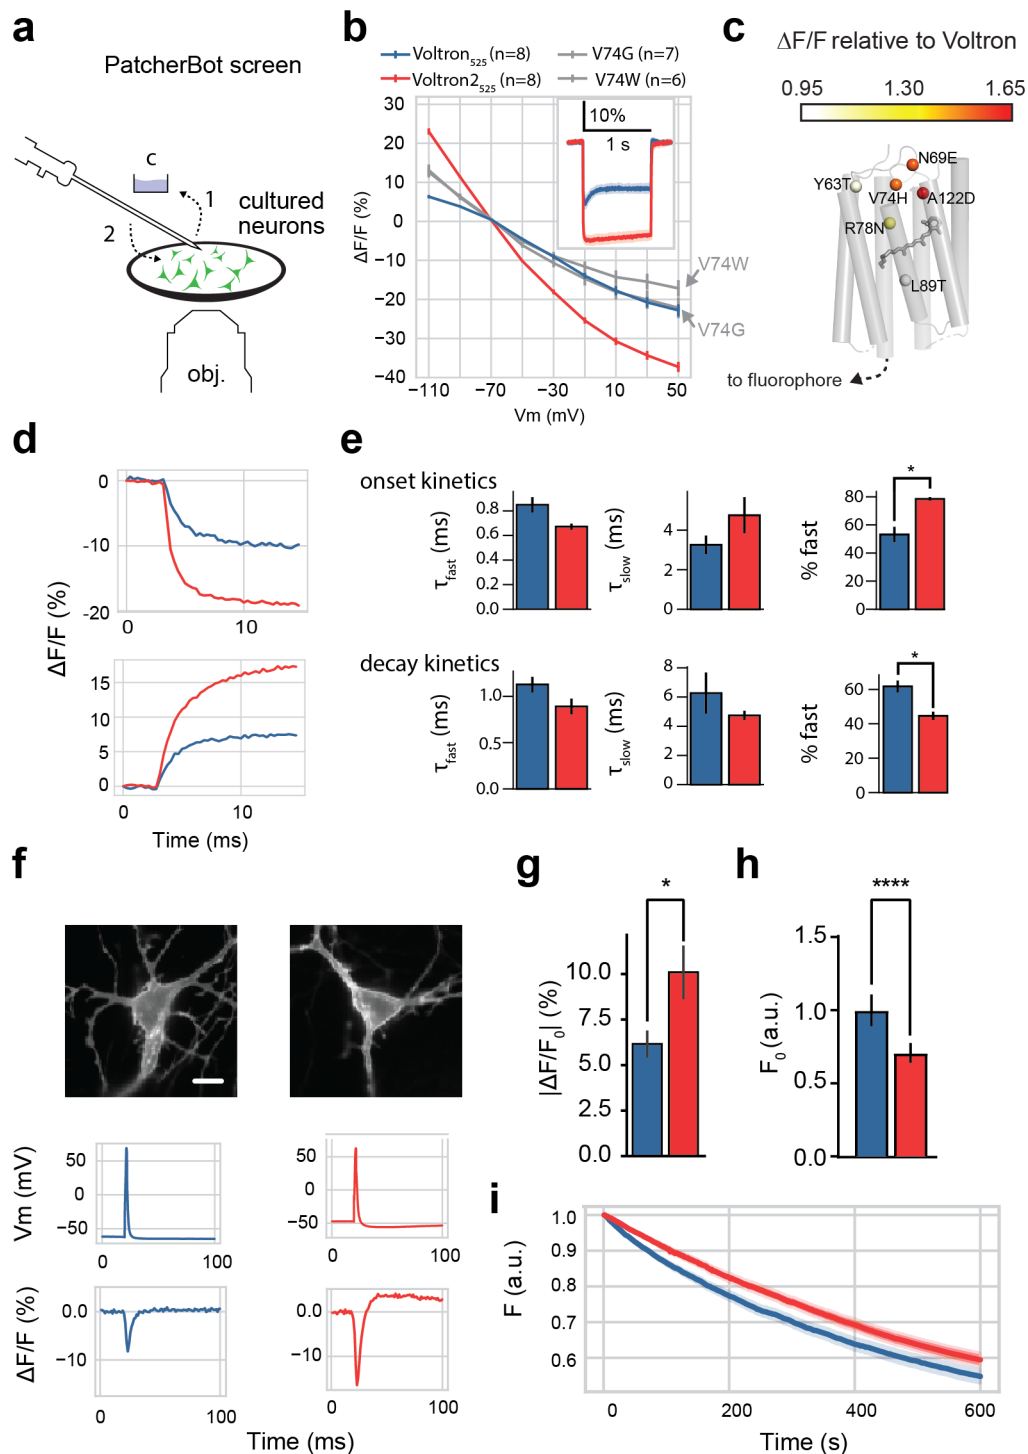 a
PatcherBot screen
c
1
2
cultured
neurons
obj.
b
Voltron525 (n=8)
V74G (n=7)
Voltron2525 (n=8)
V74W (n=6)
ΔF/F (%)
30
20
10
0
−10
−20
−30
−40
10%
1 s
V74W
V74G
−110
−70
−30
10
50
Vm (mV)
c
ΔF/F relative to Voltron
0.95
1.30
1.65
N69E
Y63T
V74H
A122D
R78N
L89T
to fluorophore
d
ΔF/F (%)
0
-10
-20
0
10
15
10
5
0
0
10
Time (ms)
e
onset kinetics
τfast (ms)
0.8
0.6
0.4
0.2
0.0
τslow (ms)
4
2
0
% fast
80
60
40
20
0
*
decay kinetics
τfast (ms)
1.0
0.5
0.0
τslow (ms)
8
6
4
2
0
% fast
60
40
20
0
*
f
Vm (mV)
50
0
−50
0
100
50
0
−50
0
100
ΔF/F (%)
0.0
−10
0
100
0.0
−10
0
100
Time (ms)
g
*
|ΔF/F0| (%)
10.0
7.5
5.0
2.5
0.0
h
****
F0 (a.u.)
1.5
1.0
0.5
0.0
i
F (a.u.)
1.0
0.9
0.8
0.7
0.6
0
200
400
600
Time (s)